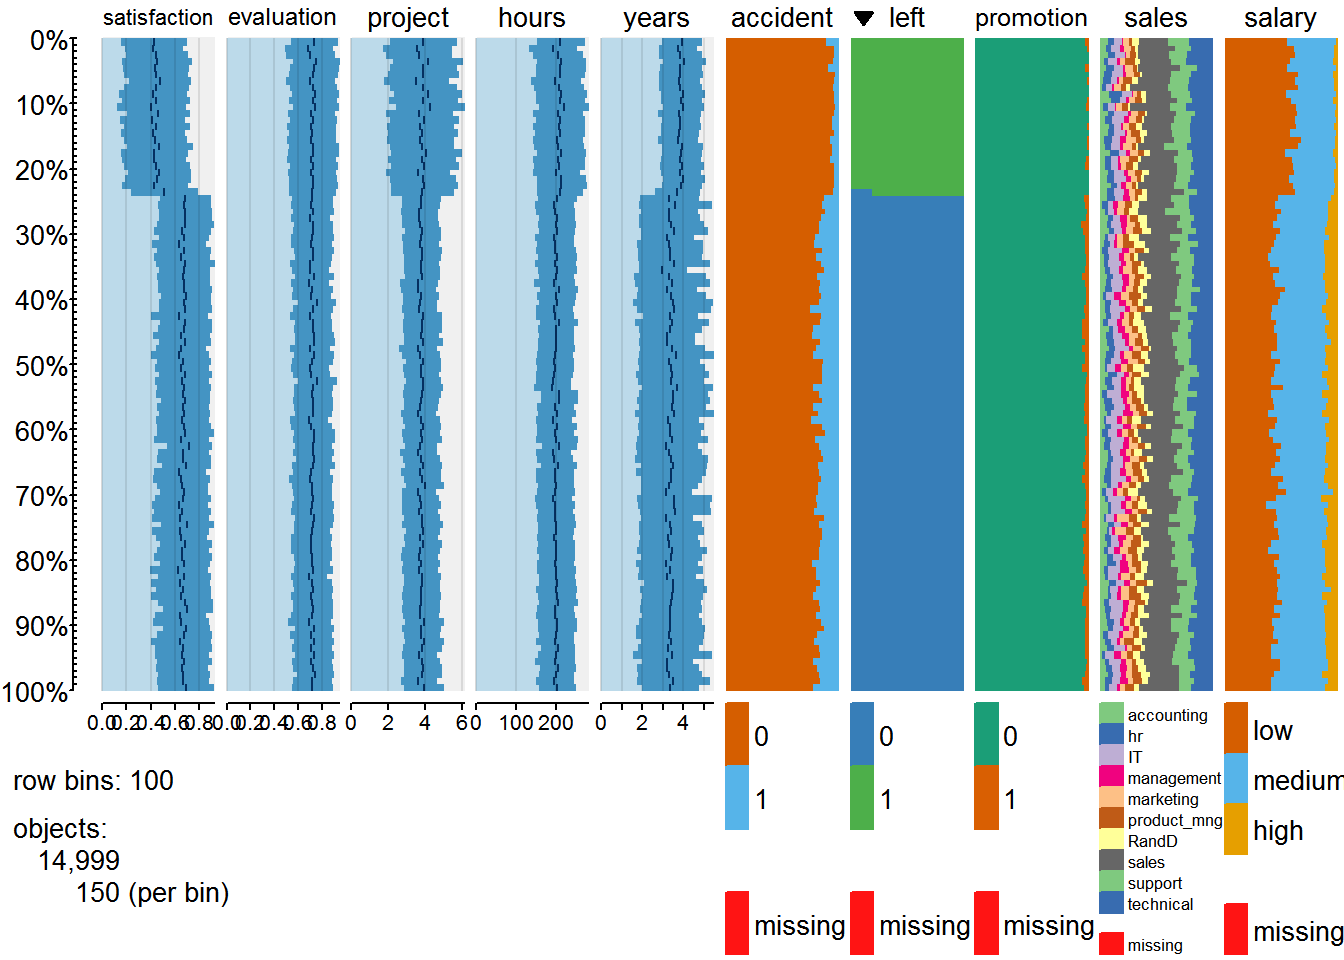 satisfaction evaluation project hours years accident left promotion sales salary
0%
10%
20%
30%
40%
50%
60%
70%
80%
90%
100%
0.0 0.2 0.4 0.6 0.8 0.0 0.2 0.4 0.6 0.8 0 2 4 6 0 100 200 0 2 4
0 0 0
1 1 1
accounting
hr
IT
management
marketing
product_mng
RandD
sales
support
technical
missing
low
medium
high
missing
row bins: 100
objects:
14,999
150 (per bin)
missing missing missing